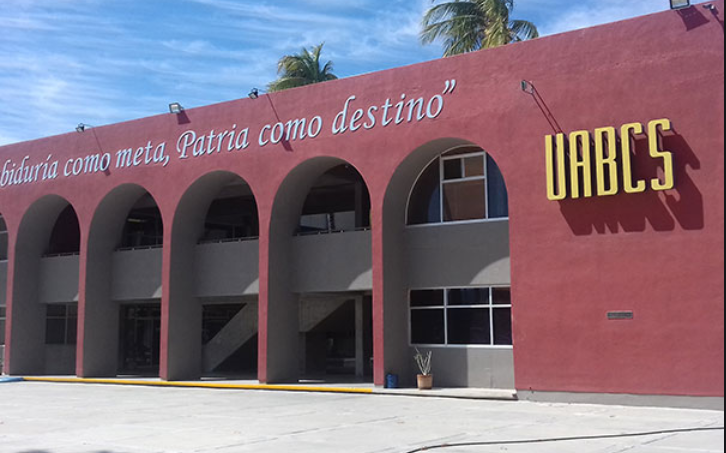 biduría como meta, Patria como destino”
UABCS